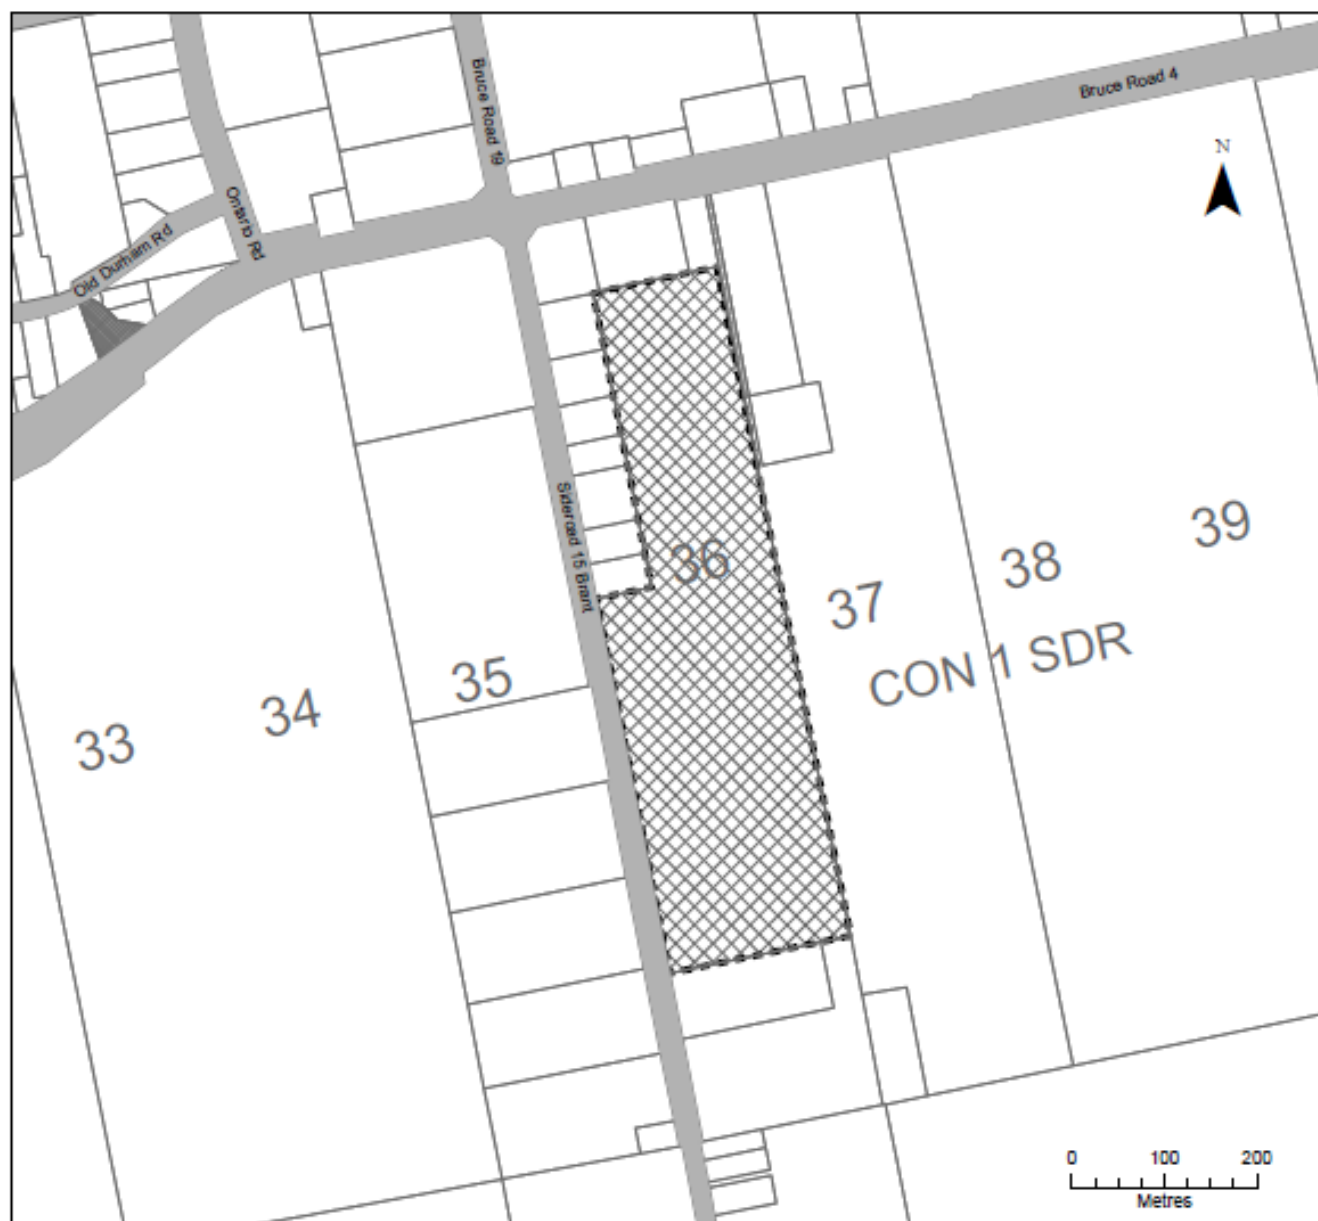 Bruce Road 19
Bruce Road 4
N
Ontario Rd
Old Durham Rd
Sideroad 15 Brant
36
39
38
37
35
CON 1 SDR
34
33
0 100 200
Metres